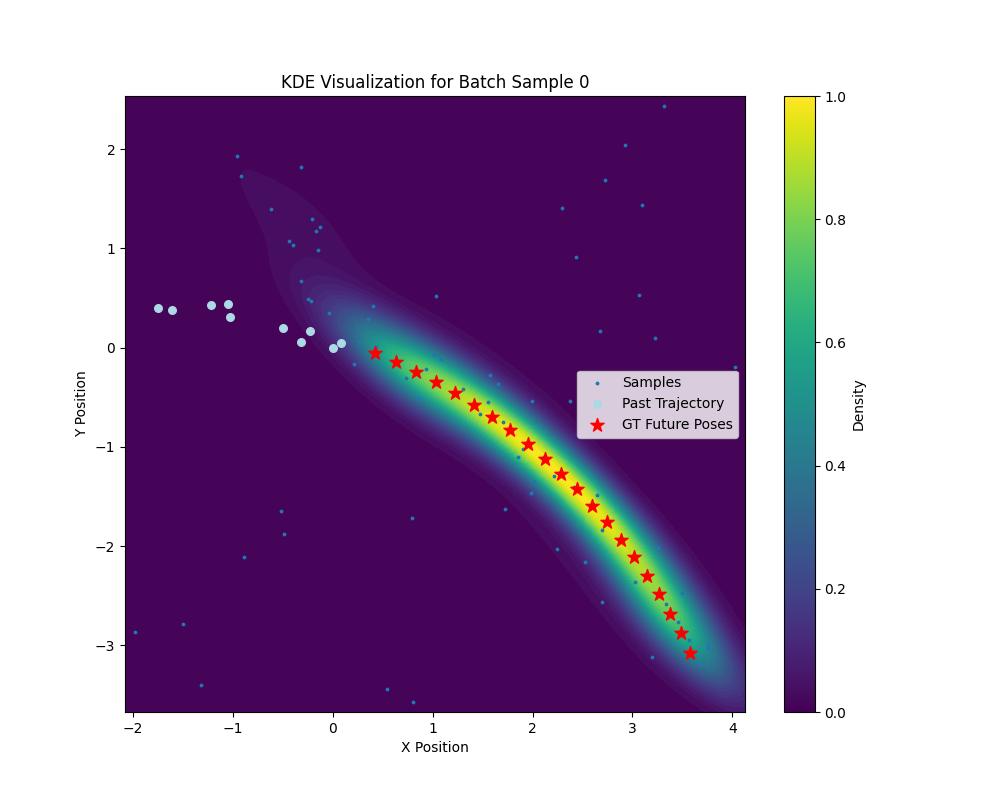 KDE Visualization for Batch Sample 0
Y Position
2
1
0
−1
−2
−3
−2
−1
0
1
2
3
4
X Position
Samples
Past Trajectory
GT Future Poses
1.0
0.8
0.6
0.4
0.2
0.0
Density